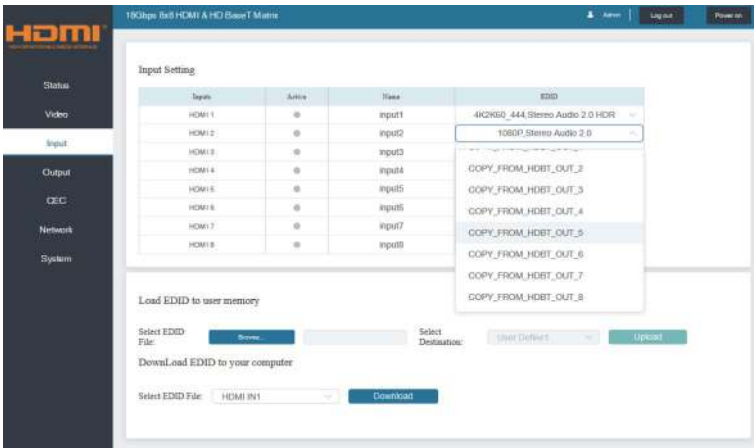 18Gbps 8x8 HDMI & HD BaseT Matrix
Admin
Log out
Power on
HDMI
Status
Video
Input
Output
CEC
Network
System
Input Setting
Inputs Active Name EDID
HDMI 1 input1 4K2K60_444,Stereo Audio 2.0 HDR
HDMI 2 input2 1080P,Stereo Audio 2.0
HDMI 3 input3
HDMI 4 input4 COPY_FROM_HDBT_OUT_2
HDMI 5 input5 COPY_FROM_HDBT_OUT_3
HDMI 6 input6 COPY_FROM_HDBT_OUT_4
HDMI 7 input7 COPY_FROM_HDBT_OUT_5
HDMI 8 input8 COPY_FROM_HDBT_OUT_6
COPY_FROM_HDBT_OUT_7
COPY_FROM_HDBT_OUT_8
Load EDID to user memory
Select EDID File: Browse... Select Destination: User Define1 Upload
DownLoad EDID to your computer
Select EDID File: HDMI IN1 Download